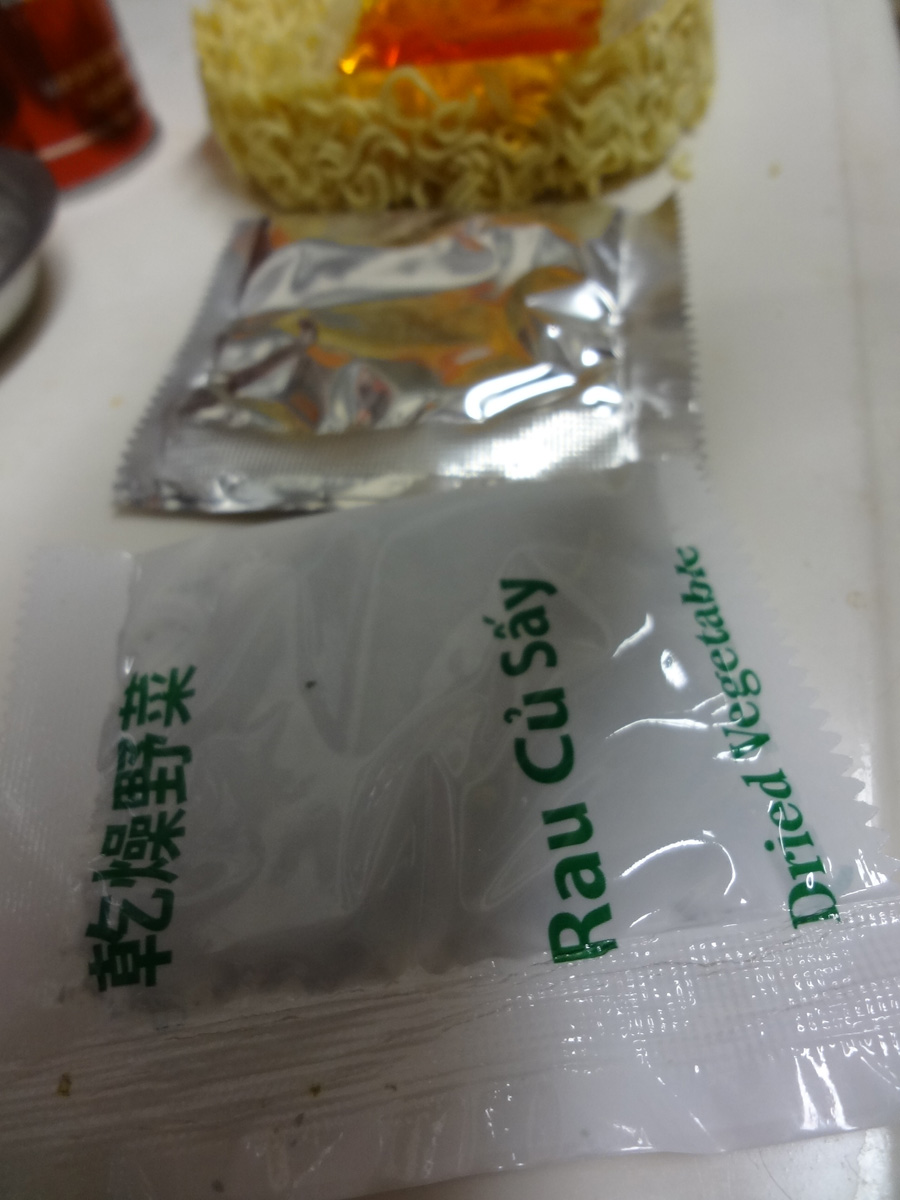 乾燥野菜
Rau Củ Sấy
Dried Vegetable